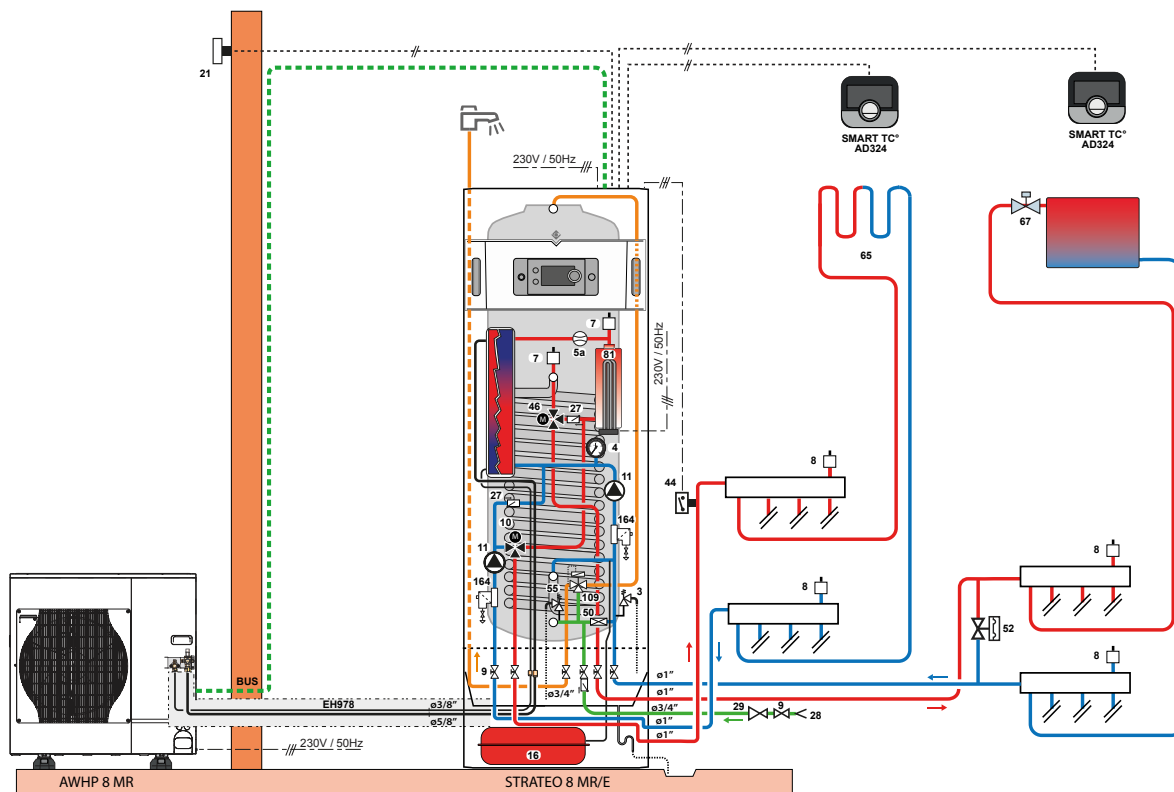 21
SMART TC°
AD324
SMART TC°
AD324
230V / 50Hz
67
65
7
5a
81
7
230V / 50Hz
46
M
27
4
8
11
44
27
10
M
164
11
8
8
55
109
3
164
50
52
8
9
ø1"
BUS
ø3/4"
ø1"
EH978
ø3/8"
ø3/4"
29
9
28
ø5/8"
ø1"
ø1"
230V / 50Hz
16
AWHP 8 MR
STRATEO 8 MR/E